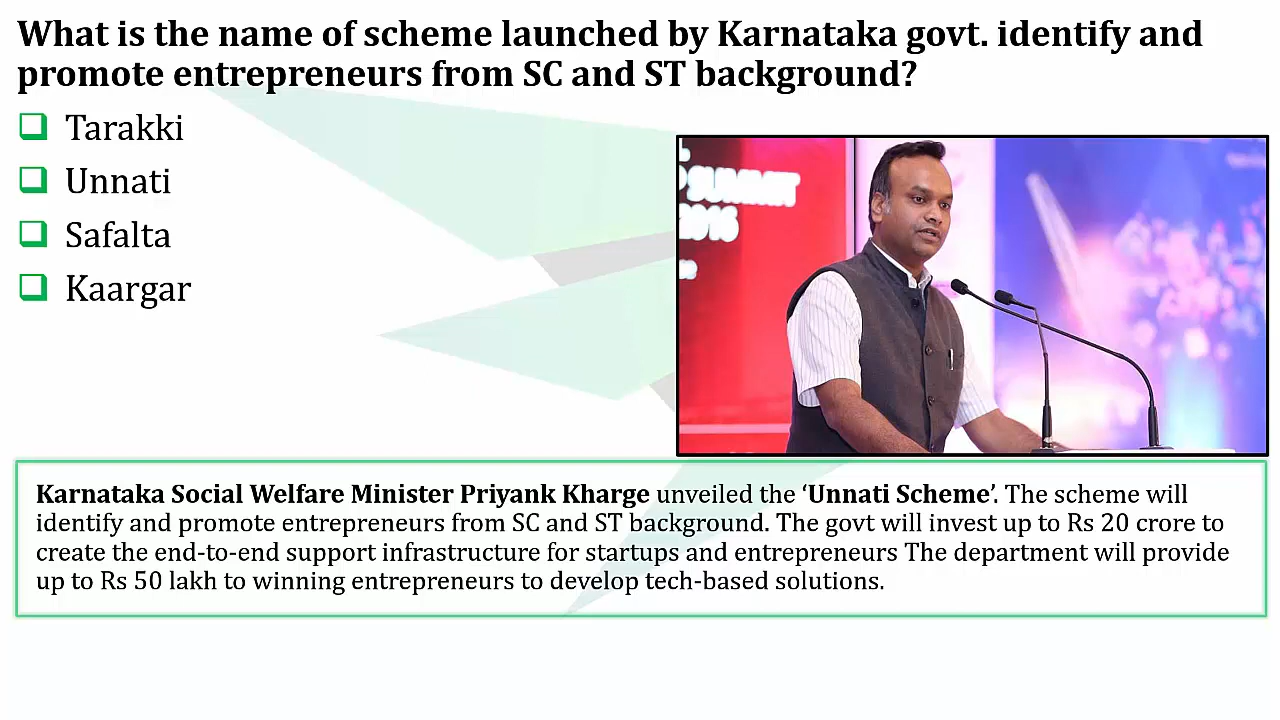 What is the name of scheme launched by Karnataka govt. identify and
promote entrepreneurs from SC and ST background?
Tarakki
Unnati
Safalta
Kaargar
SUMMIT
2016
Karnataka Social Welfare Minister Priyank Kharge unveiled the ‘Unnati Scheme’. The scheme will
identify and promote entrepreneurs from SC and ST background. The govt will invest up to Rs 20 crore to
create the end-to-end support infrastructure for startups and entrepreneurs The department will provide
up to Rs 50 lakh to winning entrepreneurs to develop tech-based solutions.